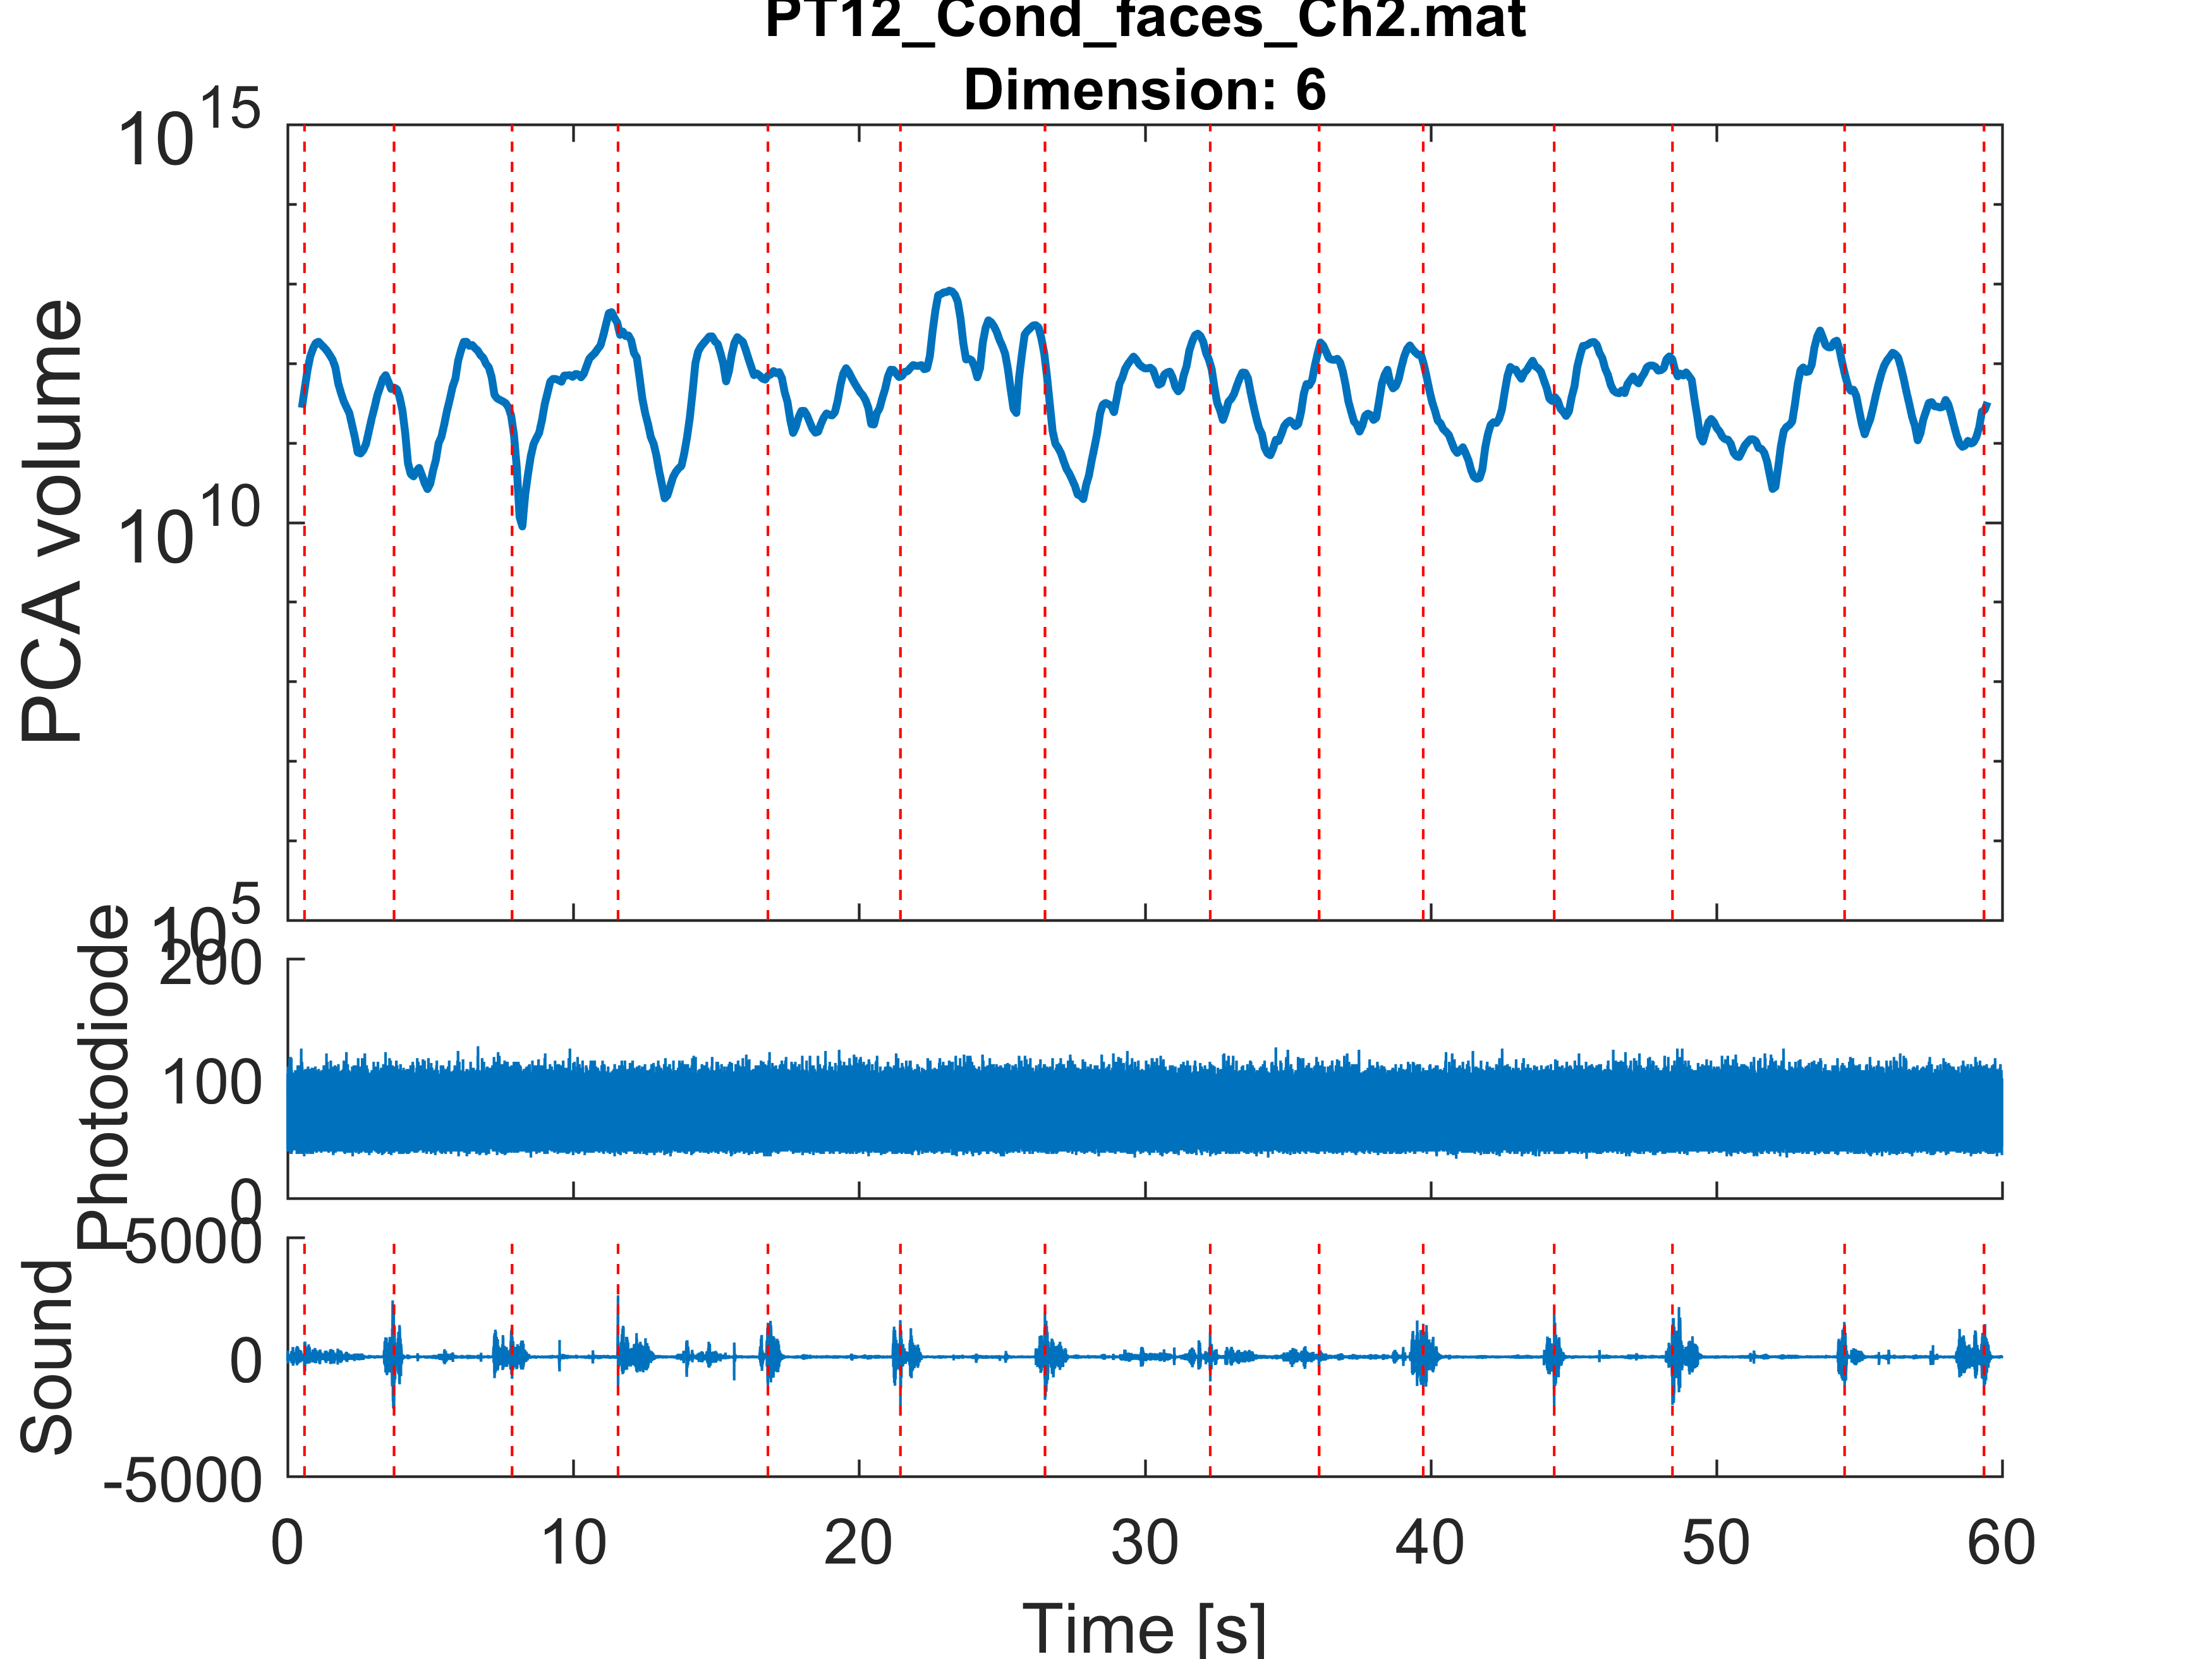 PT12_Cond_faces_Ch2.mat
Dimension: 6
10^15
10^10
10^5
PCA volume
200
100
0
Photodiode
5000
0
-5000
Sound
0 10 20 30 40 50 60
Time [s]